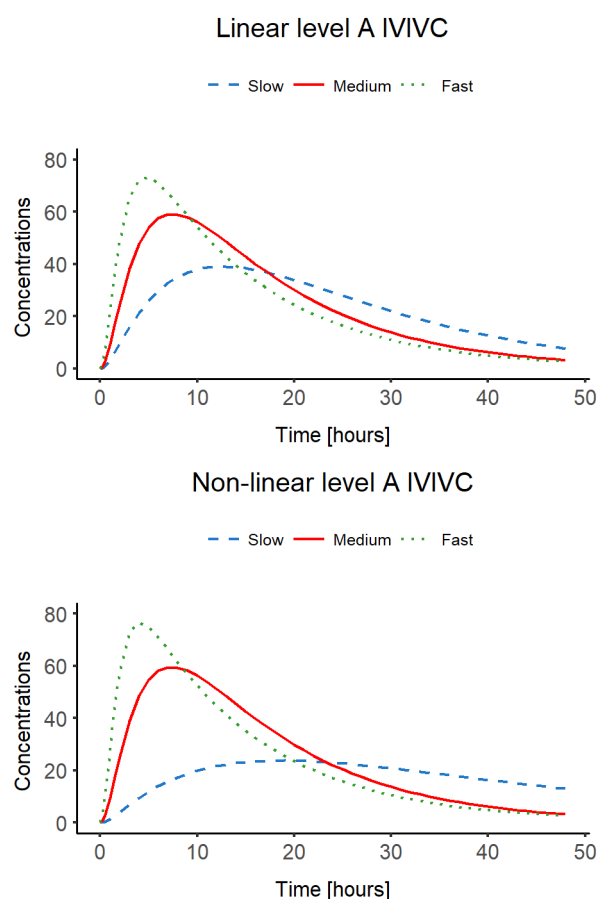 Linear level A IVIVC
Slow Medium Fast
80
60
40
20
0
Concentrations
0 10 20 30 40 50
Time [hours]
Non-linear level A IVIVC
Slow Medium Fast
80
60
40
20
0
Concentrations
0 10 20 30 40 50
Time [hours]